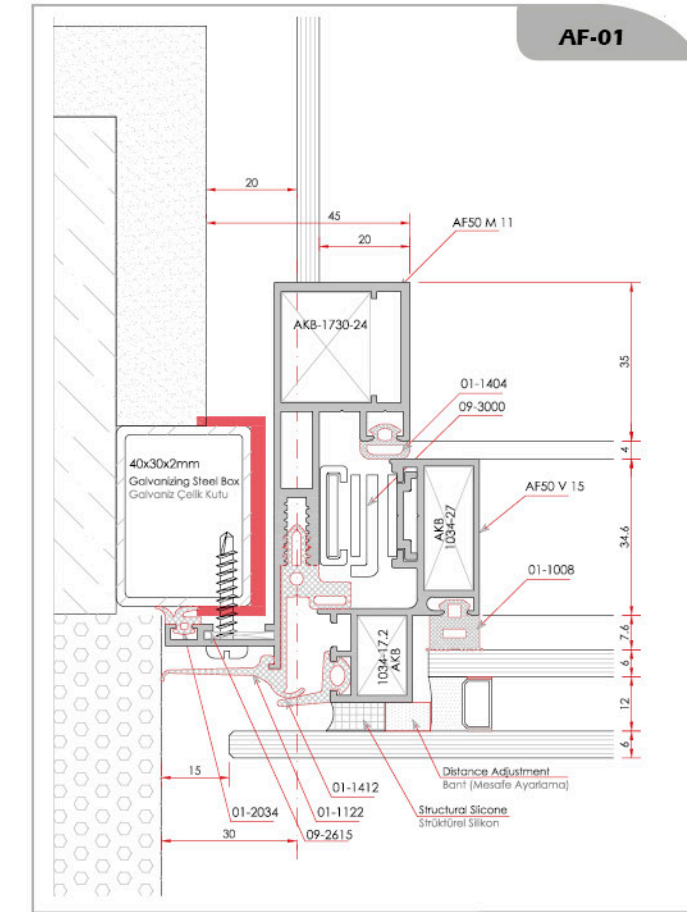 AF-01
20
45
20
AF50 M 11
AKB-1730-24
35
01-1404
09-3000
4
40x30x2mm
Galvanizing Steel Box
Galvaniz Çelik Kutu
AF50 V 15
AKB
1034-27
34.6
01-1008
7.6
1034-17.2
AKB
6
12
6
15
Distance Adjustment
Bant (Mesafe Ayarlama)
01-1412
Structural Slicone
Strüktürel Silikon
01-2034
01-1122
30
09-2615